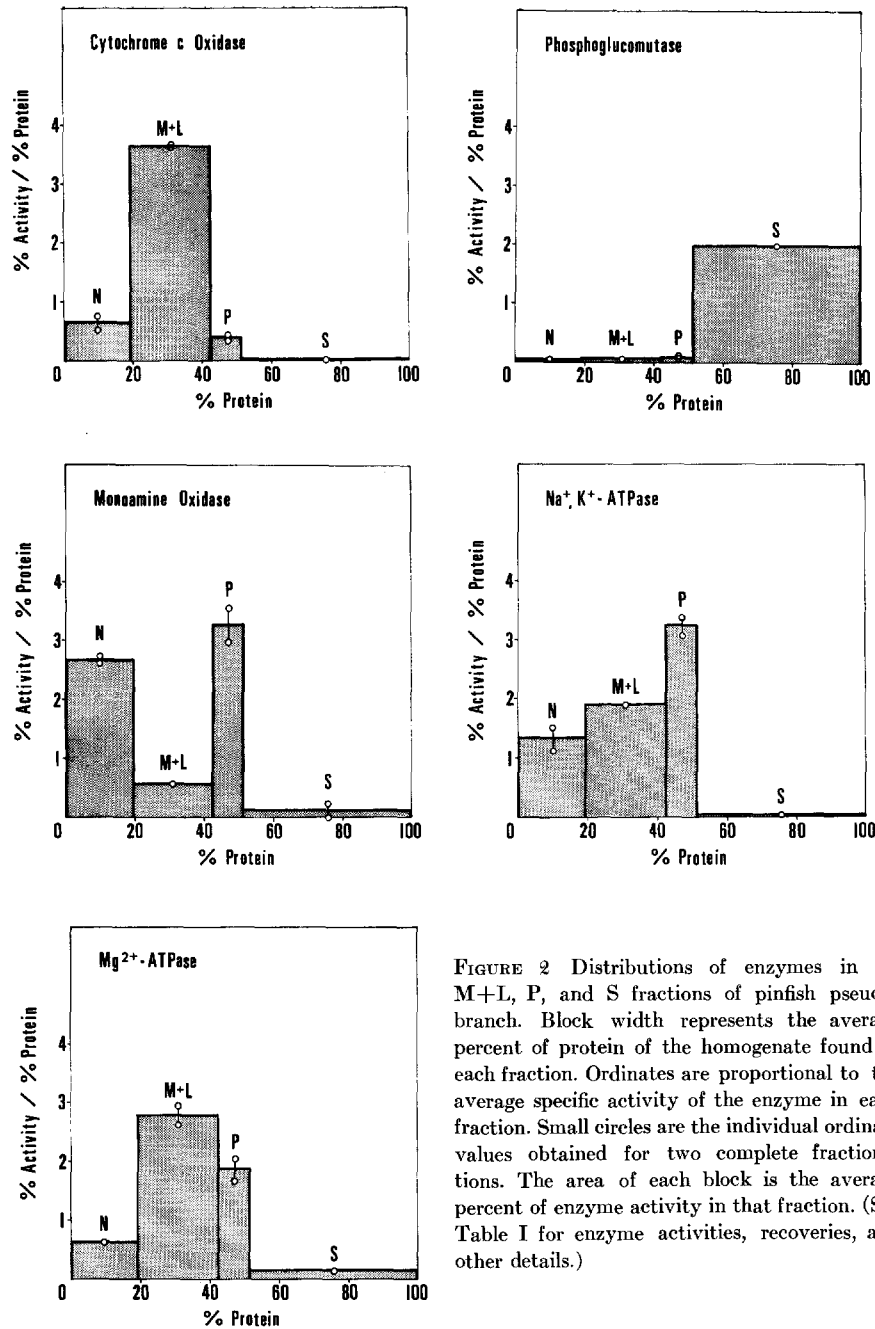 Cytochrome c Oxidase
% Activity / % Protein
4
3
2
1
N
M+L
P
S
0 20 40 60 80 100
% Protein
Phosphoglucomutase
% Activity / % Protein
4
3
2
1
N
M+L
P
S
0 20 40 60 80 100
% Protein
Monoamine Oxidase
% Activity / % Protein
4
3
2
1
N
M+L
P
S
0 20 40 60 80 100
% Protein
Na+, K+-ATPase
% Activity / % Protein
4
3
2
1
N
M+L
P
S
0 20 40 60 80 100
% Protein
Mg2+-ATPase
% Activity / % Protein
4
3
2
1
N
M+L
P
S
0 20 40 60 80 100
% Protein
FIGURE 2 Distributions of enzymes in
M+L, P, and S fractions of pinfish pseu
branch. Block width represents the avera
percent of protein of the homogenate found
each fraction. Ordinates are proportional to t
average specific activity of the enzyme in ea
fraction. Small circles are the individual ordina
values obtained for two complete fraction
tions. The area of each block is the avera
percent of enzyme activity in that fraction. (S
Table I for enzyme activities, recoveries, a
other details.)